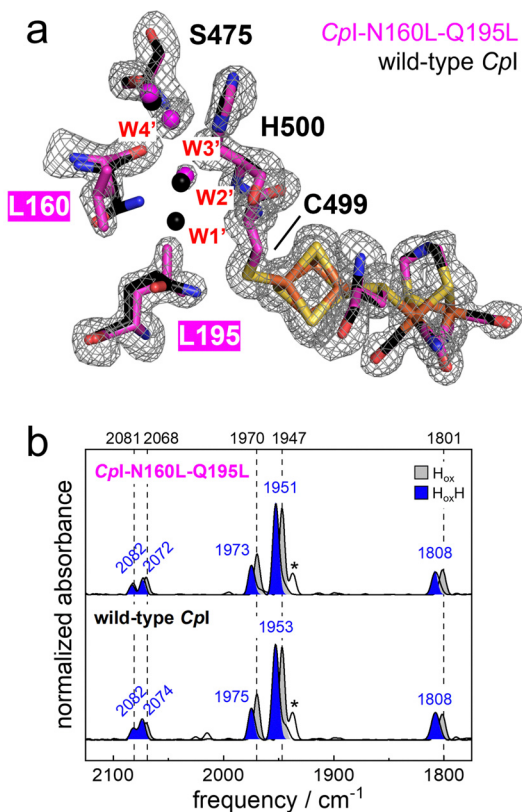 a
S475
CpI-N160L-Q195L
wild-type CpI
W4'
H500
W3'
L160
W2'
C499
W1'
L195
b
2081 2068 1970 1947 1801
CpI-N160L-Q195L
1951
Hox
HoxH
2082 2072 1973 1808
*
wild-type CpI
1953
2082 2074 1975 1808
*
normalized absorbance
2100 2000 1900 1800
frequency / cm-1